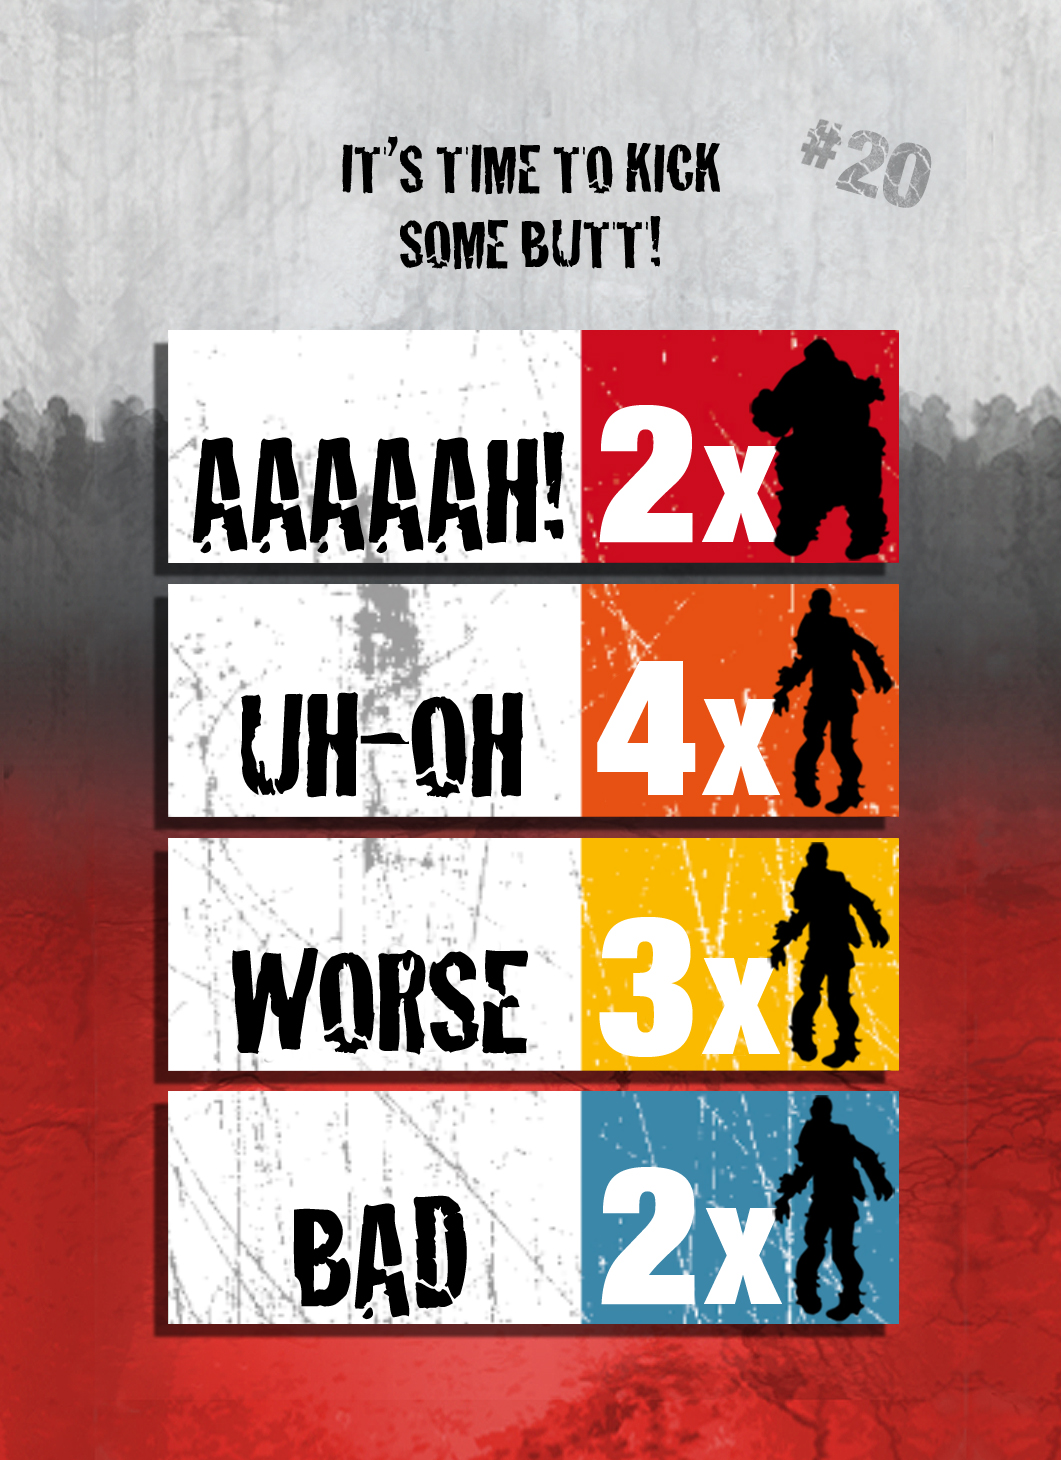 IT'S TIME TO KICK
#20
SOME BUTT!
AAAAAH!
2x
UH-OH
4x
WORSE
3x
BAD
2x